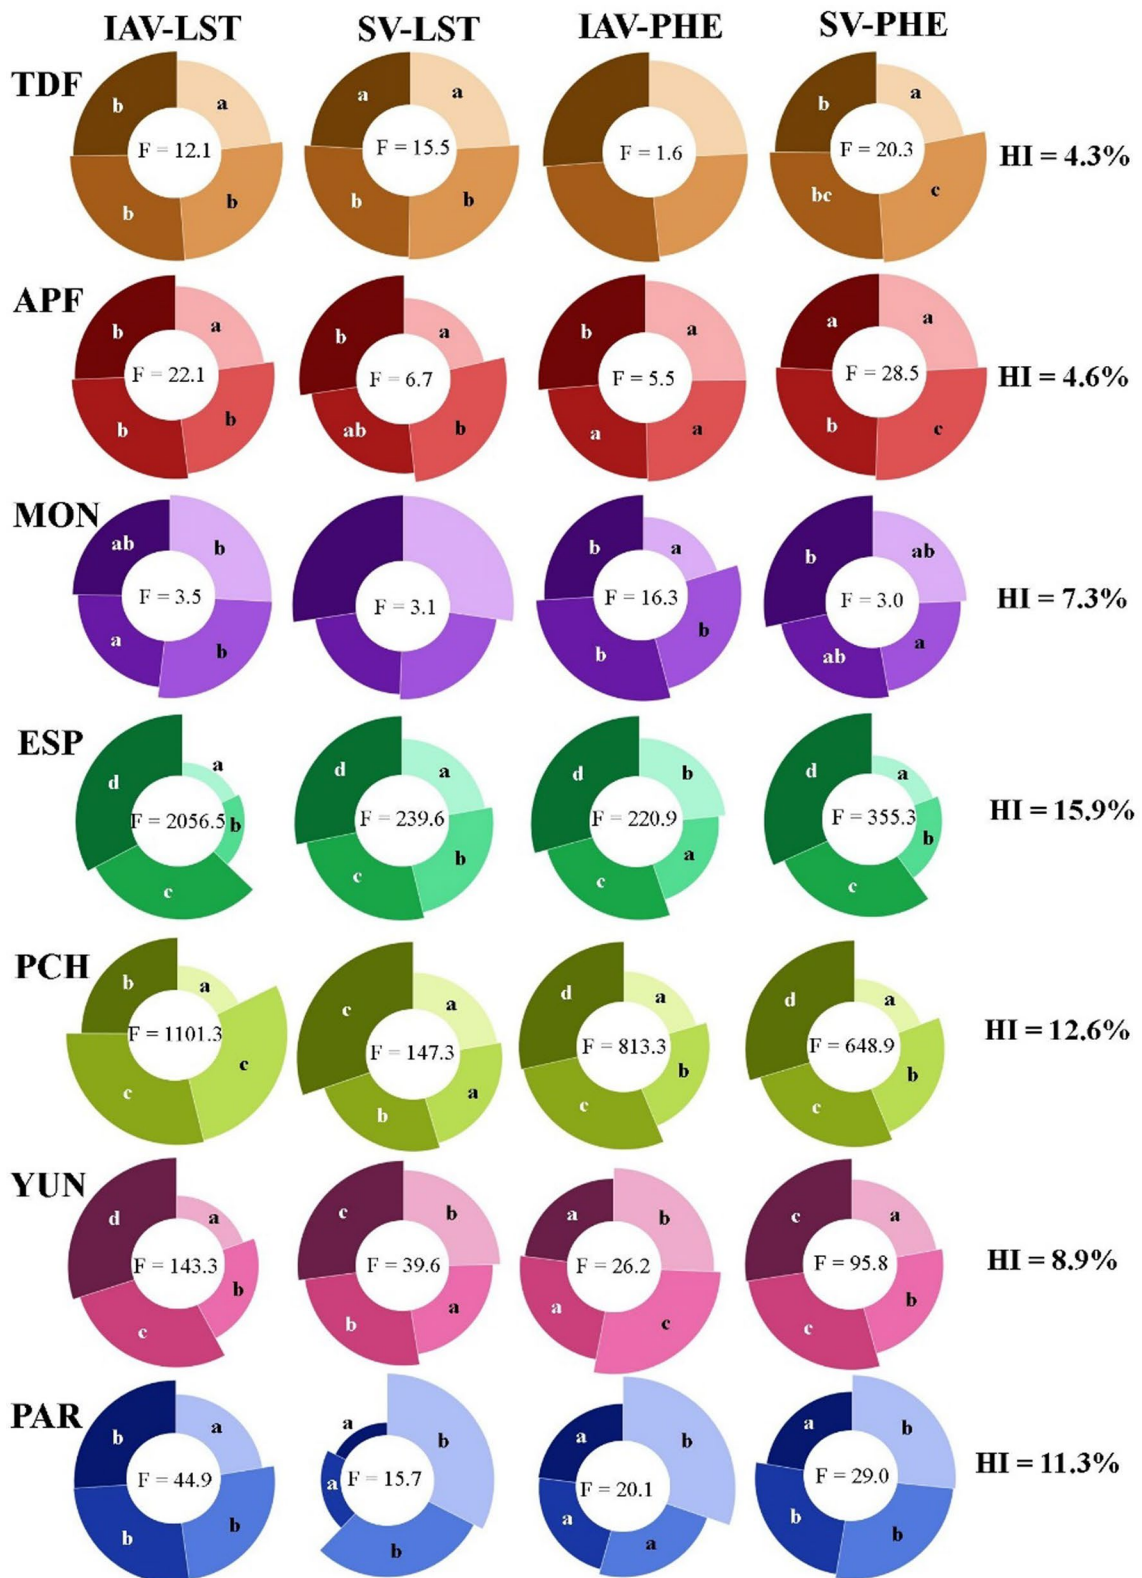 IAV-LST SV-LST IAV-PHE SV-PHE
TDF
b a a a b a
F = 12.1 F = 15.5 F = 1.6 F = 20.3 HI = 4.3%
b b b b bc c
APF
b a b a b a a a
F = 22.1 F = 6.7 F = 5.5 F = 28.5 HI = 4.6%
b b ab b a a b c
MON
ab b b a b ab
F = 3.5 F = 3.1 F = 16.3 F = 3.0 HI = 7.3%
a b b b ab a
ESP
d a d a d b d a
F = 2056.5 b F = 239.6 F = 220.9 F = 355.3 b HI = 15.9%
c c b c a c
PCH
b a c a d a d a
F = 1101.3 F = 147.3 F = 813.3 F = 648.9 HI = 12.6%
c c b a c b c b
YUN
d a c b a b c a
F = 143.3 F = 39.6 F = 26.2 F = 95.8 HI = 8.9%
c b b a a c c b
PAR
b a a b a b a b
F = 44.9 a F = 15.7 F = 20.1 F = 29.0 HI = 11.3%
b b b a a b b